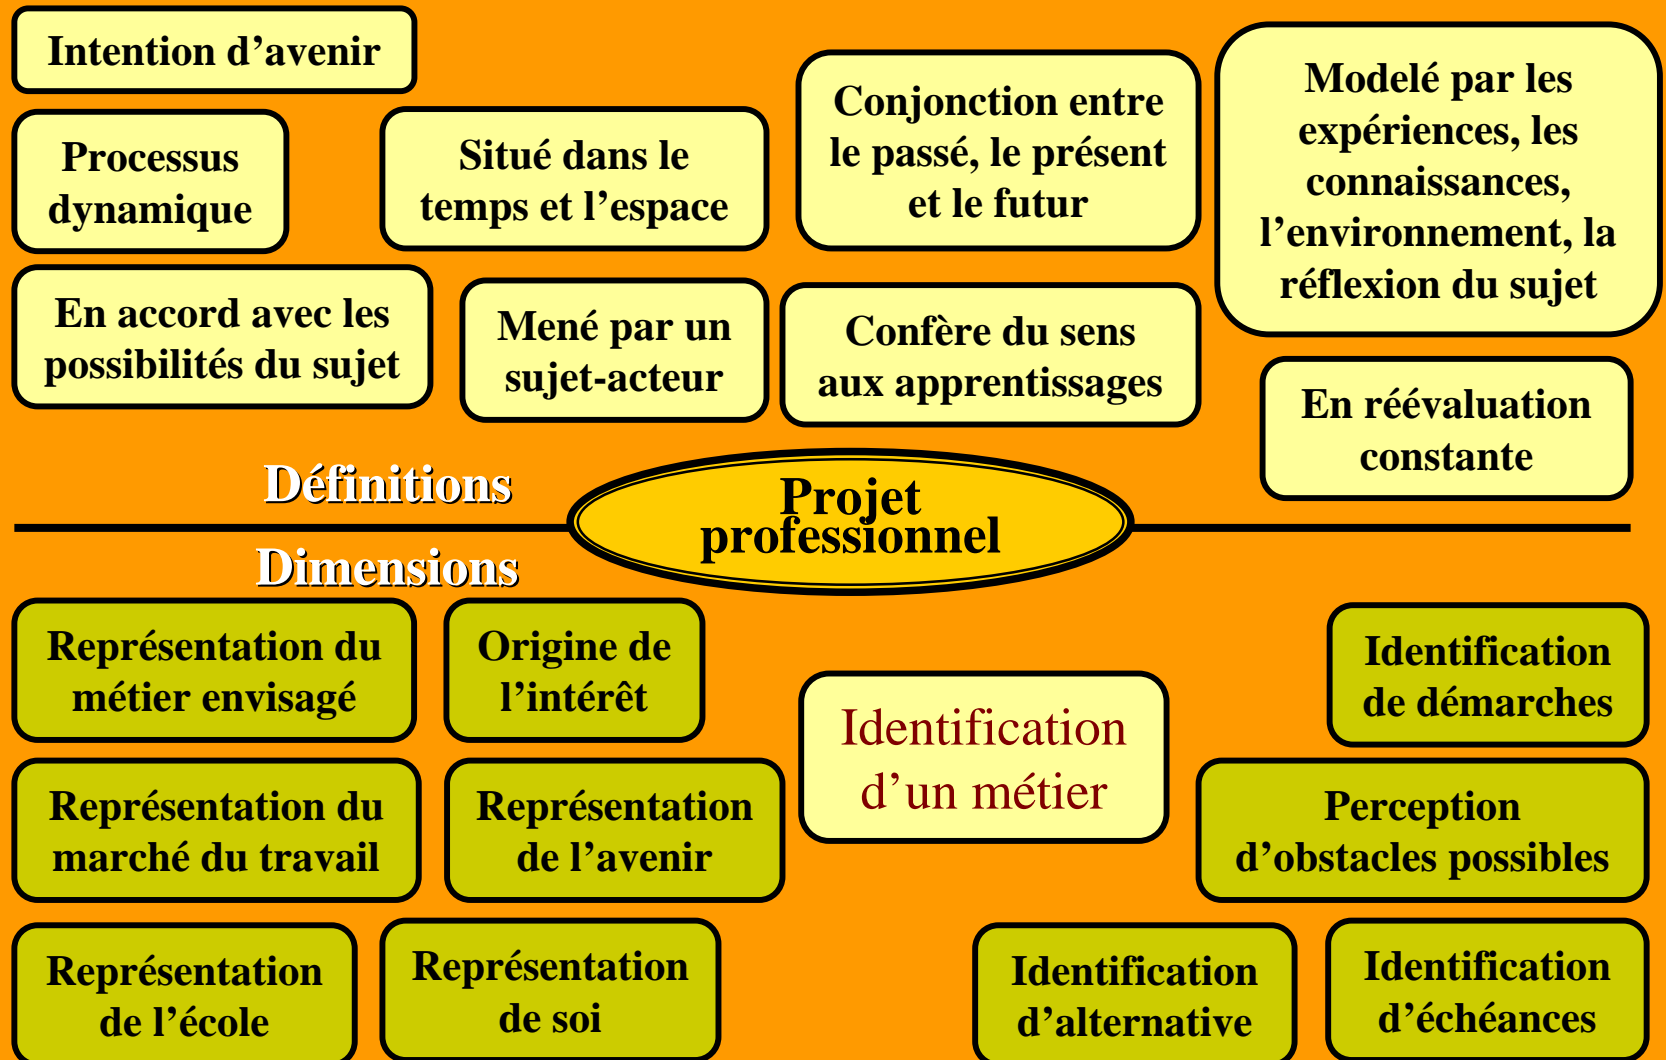 Intention d’avenir
Processus
dynamique
Situé dans le
temps et l’espace
Conjonction entre
le passé, le présent
et le futur
Modelé par les
expériences, les
connaissances,
l’environnement, la
réflexion du sujet
En accord avec les
possibilités du sujet
Mené par un
sujet-acteur
Confère du sens
aux apprentissages
En réévaluation
constante
Définitions
Projet
professionnel
Dimensions
Représentation du
métier envisagé
Origine de
l’intérêt
Identification
d’un métier
Identification
de démarches
Représentation du
marché du travail
Représentation
de l’avenir
Perception
d’obstacles possibles
Représentation
de l’école
Représentation
de soi
Identification
d’alternative
Identification
d’échéances